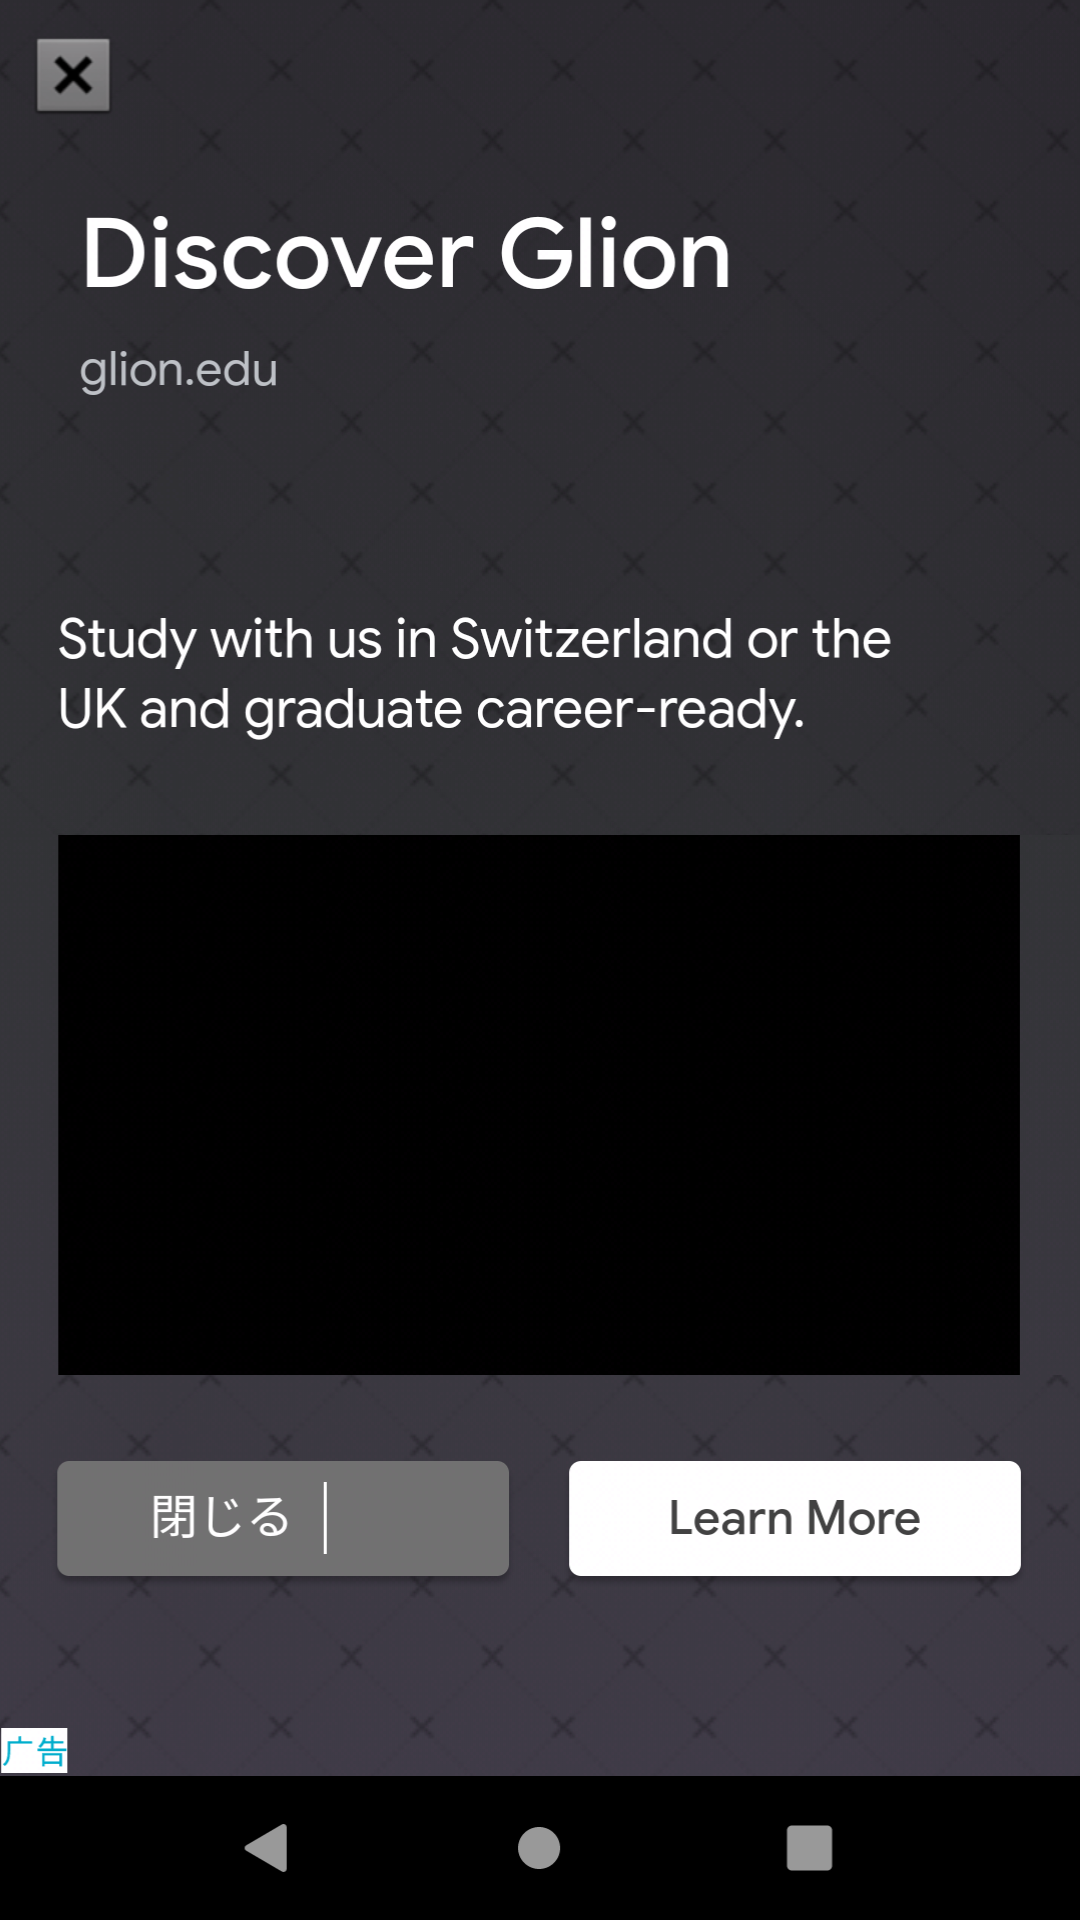 Discover Glion
glion.edu
Study with us in Switzerland or the
UK and graduate career-ready.
閉じる
Learn More
广告